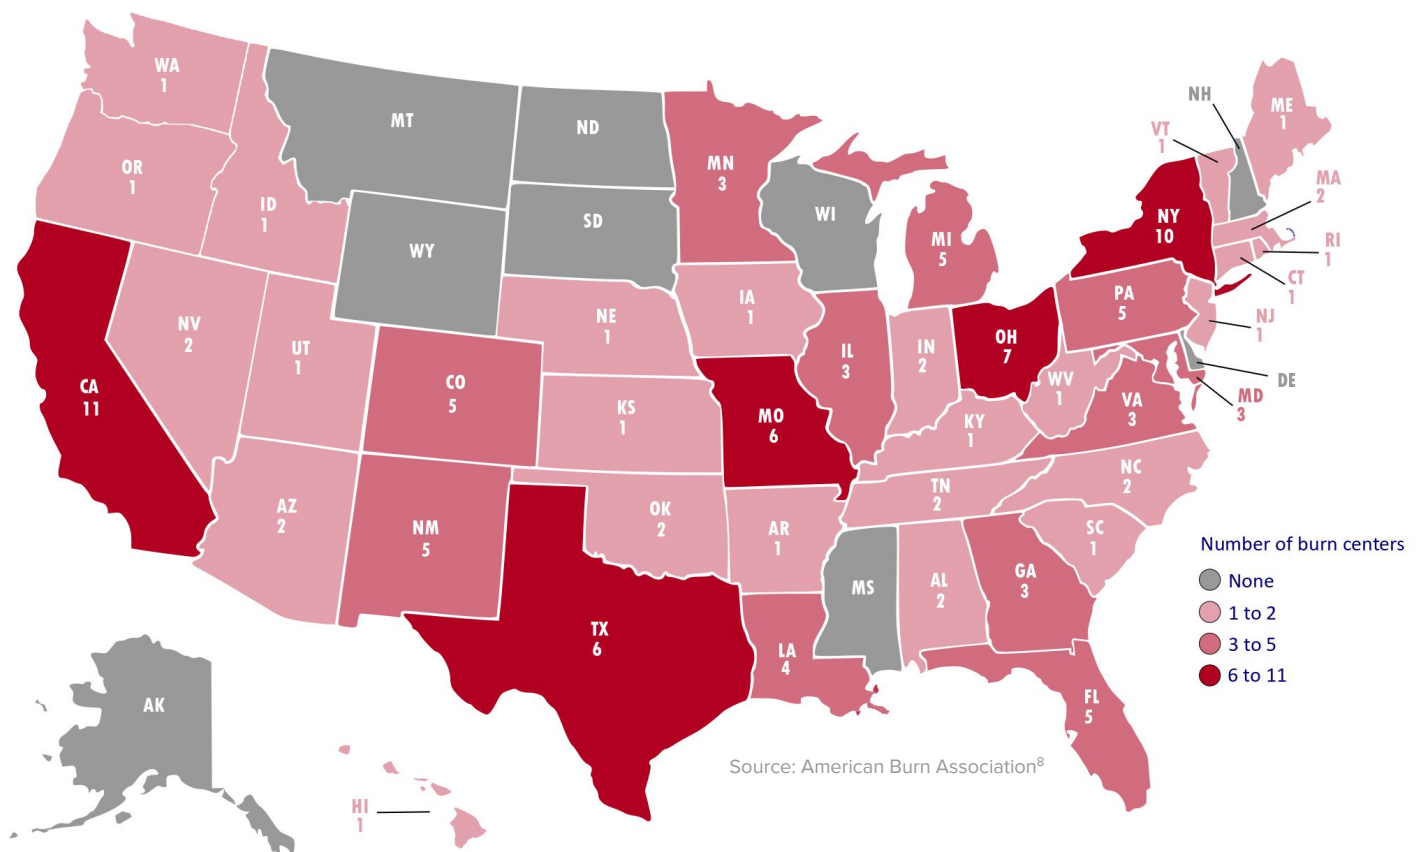 WA
1
MT
ND
MN
3
OR
1
ID
1
WY
SD
WI
MI
5
NH
VT
1
ME
1
MA
2
NY
10
RI
1
CT
1
NJ
1
PA
5
DE
MD
3
NV
2
UT
1
CA
11
CO
5
NE
1
IA
1
IL
3
IN
2
OH
7
WV
1
VA
3
KS
1
MO
6
KY
1
NC
2
TN
2
SC
1
AZ
2
NM
5
OK
2
AR
1
MS
AL
2
GA
3
TX
6
LA
4
FL
5
AK
HI
1
Number of burn centers
None
1 to 2
3 to 5
6 to 11
Source: American Burn Association⁸